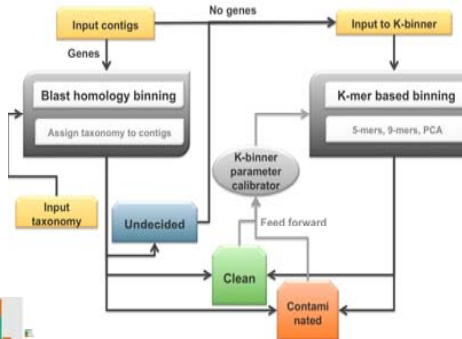 No genes
Input contigs
Input to K-binner
Genes
Blast homology binning
Assign taxonomy to contigs
K-mer based binning
5-mers, 9-mers, PCA
K-binner
parameter
calibrator
Input
taxonomy
Undecided
Feed forward
Clean
Contami
nated